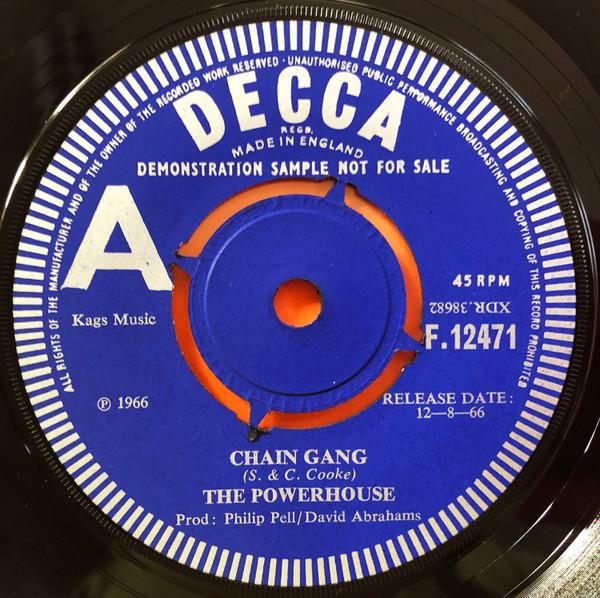 ALL RIGHTS OF THE MANUFACTURER AND OF THE OWNER OF THE RECORDED WORK RESERVED · UNAUTHORISED PUBLIC PERFORMANCE BROADCASTING AND COPYING OF THIS RECORD PROHIBITED
DECCA
REGD.
MADE IN ENGLAND
DEMONSTRATION SAMPLE NOT FOR SALE
A
45 RPM
Kags Music
XDR.38682
F.12471
℗ 1966
RELEASE DATE:
12—8—66
CHAIN GANG
(S. & C. Cooke)
THE POWERHOUSE
Prod: Philip Pell/David Abrahams